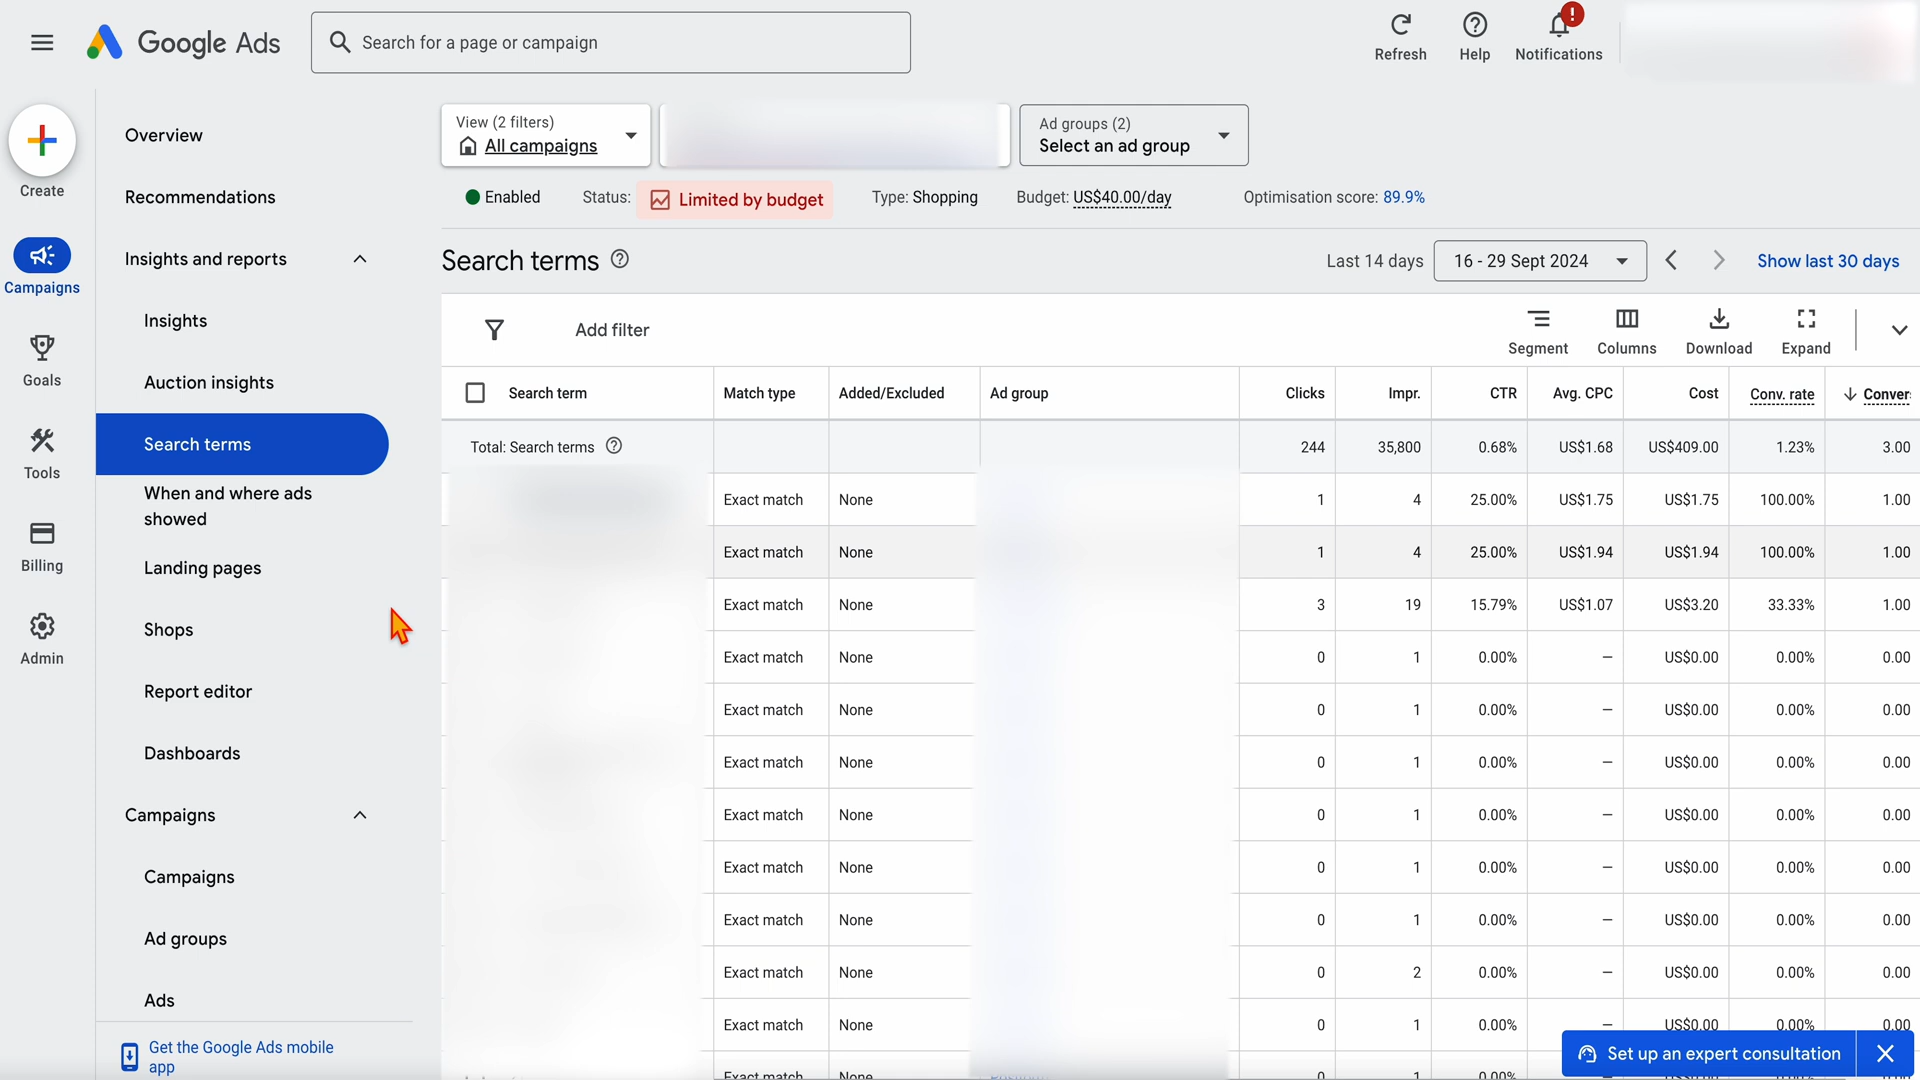 Google Ads
Search for a page or campaign
Refresh
Help
!
Notifications
Create
Campaigns
Goals
Tools
Billing
Admin
Overview
Recommendations
Insights and reports
Insights
Auction insights
Search terms
When and where ads
showed
Landing pages
Shops
Report editor
Dashboards
Campaigns
Campaigns
Ad groups
Ads
Get the Google Ads mobile
app
View (2 filters)
All campaigns
Ad groups (2)
Select an ad group
Enabled Status: Limited by budget Type: Shopping Budget: US$40.00/day Optimisation score: 89.9%
Search terms
Last 14 days 16 - 29 Sept 2024 Show last 30 days
Add filter
Segment Columns Download Expand
Search term Match type Added/Excluded Ad group Clicks Impr. CTR Avg. CPC Cost Conv. rate Conver
Total: Search terms 244 35,800 0.68% US$1.68 US$409.00 1.23% 3.00
Exact match None 1 4 25.00% US$1.75 US$1.75 100.00% 1.00
Exact match None 1 4 25.00% US$1.94 US$1.94 100.00% 1.00
Exact match None 3 19 15.79% US$1.07 US$3.20 33.33% 1.00
Exact match None 0 1 0.00% — US$0.00 0.00% 0.00
Exact match None 0 1 0.00% — US$0.00 0.00% 0.00
Exact match None 0 1 0.00% — US$0.00 0.00% 0.00
Exact match None 0 1 0.00% — US$0.00 0.00% 0.00
Exact match None 0 1 0.00% — US$0.00 0.00% 0.00
Exact match None 0 1 0.00% — US$0.00 0.00% 0.00
Exact match None 0 2 0.00% — US$0.00 0.00% 0.00
Exact match None 0 1 0.00% — US$0.00 0.00% 0.00
Exact match None 0 1 0.00%
Set up an expert consultation